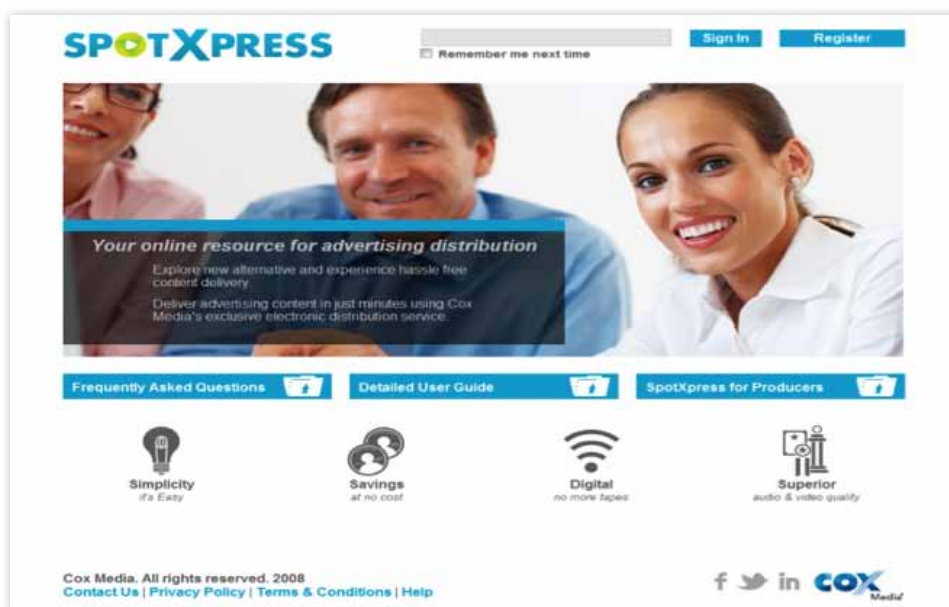 SPOTXPRESS
Sign In
Register
Remember me next time
Your online resource for advertising distribution
Explore new alternative and experience hassle free
content delivery.
Deliver advertising content in just minutes using Cox
Media's exclusive electronic distribution service.
Frequently Asked Questions
Detailed User Guide
SpotXpress for Producers
Simplicity
it's Easy
Savings
at no cost
Digital
no more tapes
Superior
audio & video quality
Cox Media. All rights reserved. 2008
Contact Us | Privacy Policy | Terms & Conditions | Help
f in COX
Media